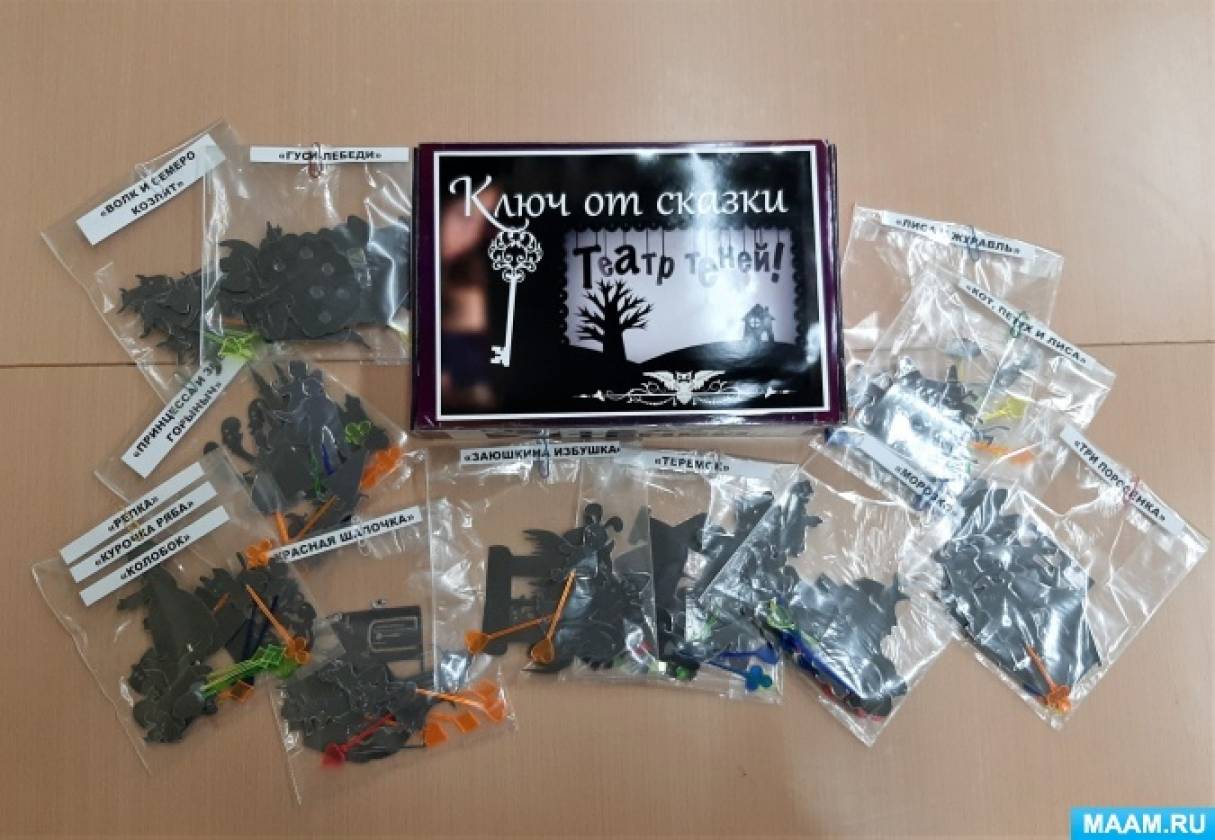 «ВОЛК И СЕМЕРО
КОЗЛЯТ»
«ГУСИ-ЛЕБЕДИ»
Ключ от сказки
Театр теней!
«ЛИСА И ЖУРАВЛЬ»
«КОТ, ПЕТУХ И ЛИСА»
«ПРИНЦЕССА И
ГОРЫНЫЧ»
«ЗАЮШКИНА ИЗБУШКА»
«ТЕРЕМОК»
«МОРОЗКО»
«ТРИ ПОРОСЕНКА»
«РЕПКА»
«КУРОЧКА РЯБА»
«КОЛОБОК»
КРАСНАЯ ШАПОЧКА»
MAAM.RU